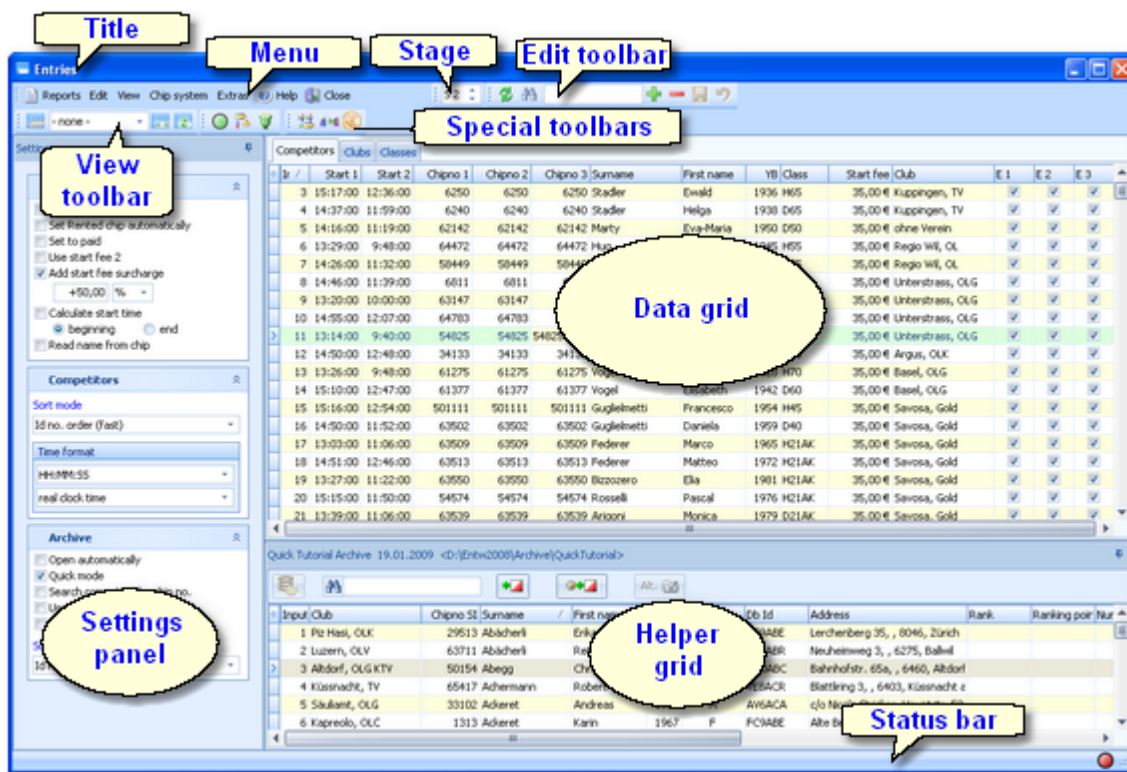 Title
Menu
Stage
Edit toolbar
Entries
Reports Edit View Chip system Extras Help Close
- none -
Special toolbars
View
toolbar
Competitors Clubs Classes
Start 1 Start 2 Chipno 1 Chipno 2 Chipno 3 Surname First name YB Class Start fee Club E 1 E 2 E 3
3 15:17:00 12:36:00 6250 6250 6250 Stadler Ewald 1936 H65 35,00 € Kuppingen, TV
4 14:37:00 11:59:00 6240 6240 6240 Stadler Helga 1938 D65 35,00 € Kuppingen, TV
5 14:16:00 11:19:00 62142 62142 62142 Marty Eva-Maria 1950 D50 35,00 € ohne Verein
6 13:29:00 9:48:00 64472 64472 64472 Hug H55 35,00 € Regio Wil, OL
7 14:26:00 11:32:00 58449 58449 35,00 € Regio Wil, OL
8 14:46:00 11:39:00 6811 6811 35,00 € Unterstrass, OLG
9 13:20:00 10:00:00 63147 63147 35,00 € Unterstrass, OLG
10 14:55:00 12:07:00 64783 64783 35,00 € Unterstrass, OLG
11 13:14:00 9:40:00 54825 54825 35,00 € Unterstrass, OLG
12 14:50:00 12:48:00 34133 34133 35,00 € Argus, OLK
13 13:26:00 9:48:00 61275 61275 61275 H70 35,00 € Basel, OLG
14 15:10:00 12:47:00 61377 61377 61377 Vogel Elisabeth 1942 D60 35,00 € Basel, OLG
15 15:16:00 12:54:00 501111 501111 501111 Guglielmetti Francesco 1954 H45 35,00 € Savosa, Gold
16 14:50:00 11:52:00 63502 63502 63502 Guglielmetti Daniela 1959 D40 35,00 € Savosa, Gold
17 13:03:00 11:06:00 63509 63509 63509 Federer Marco 1965 H21AK 35,00 € Savosa, Gold
18 14:51:00 12:46:00 63513 63513 63513 Federer Matteo 1972 H21AK 35,00 € Savosa, Gold
19 13:27:00 11:22:00 63550 63550 63550 Bizzozero Elia 1981 H21AK 35,00 € Savosa, Gold
20 15:15:00 11:50:00 54574 54574 54574 Rosselli Pascal 1976 H21AK 35,00 € Savosa, Gold
21 13:39:00 11:06:00 63539 63539 63539 Arigoni Monica 1979 D21AK 35,00 € Savosa, Gold
Data grid
Set Rented chip automatically
Set to paid
Use start fee 2
Add start fee surcharge
+50,00 %
Calculate start time
beginning end
Read name from chip
Competitors
Sort mode
Id no. order (fast)
Time format
HH:MM:SS
real clock time
Archive
Open automatically
Quick mode
Settings
panel
Quick Tutorial Archive 19.01.2009 <D:\Entw2008\Archive\QuickTutorial>
Alt.
Input Club Chipno SI Surname First name Db Id Address Rank Ranking poir Nur
1 Piz Hasi, OLK 29513 Abächerli Lerchenberg 35, , 8046, Zürich
2 Luzern, OLV 63711 Abächerli Neuheimweg 3, , 6275, Ballwil
3 Altdorf, OLG KTV 50154 Abegg Bahnhofstr. 65a, , 6460, Altdorf
4 Küssnacht, TV 65417 Achermann Robert Blattliring 3, , 6403, Küssnacht a
5 Säuliamt, OLG 33102 Ackeret Andreas AV6ACA
6 Kapreolo, OLC 1313 Ackeret Karin 1967 F FC9ABE
Helper
grid
Status bar